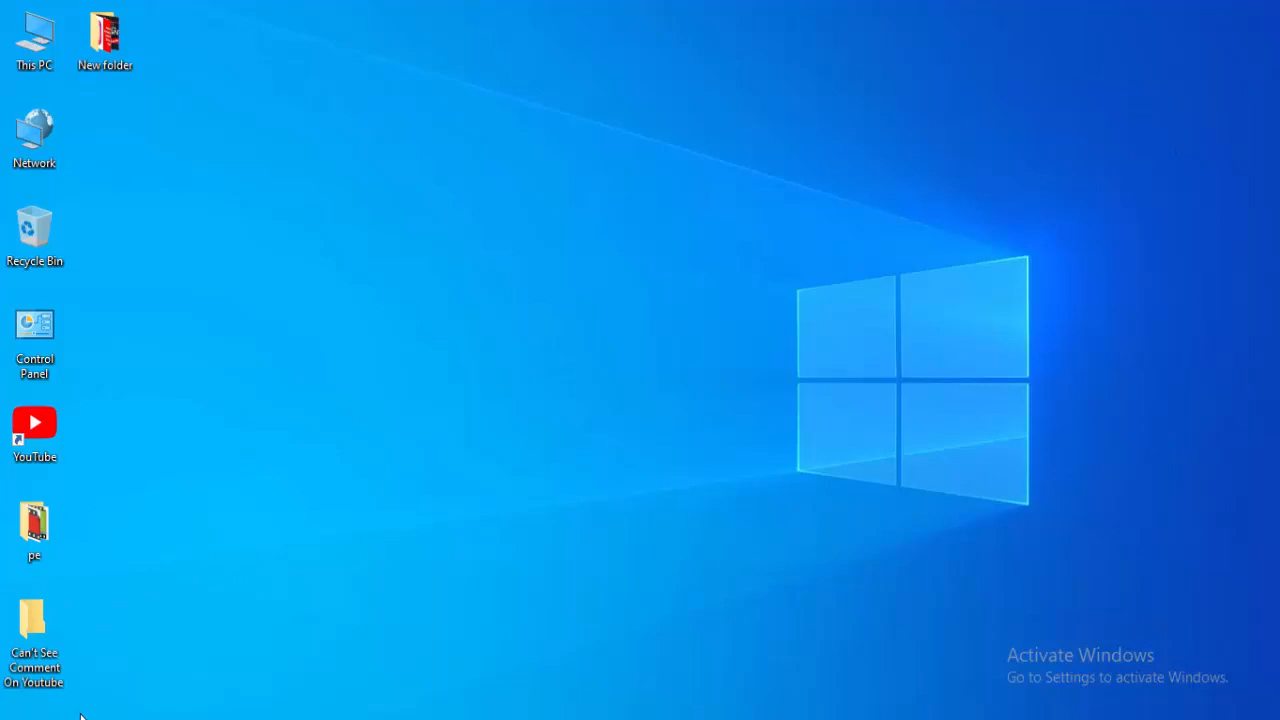 This PC
New folder
Network
Recycle Bin
Control
Panel
YouTube
pe
Can't See
Comment
On Youtube
Activate Windows
Go to Settings to activate Windows.